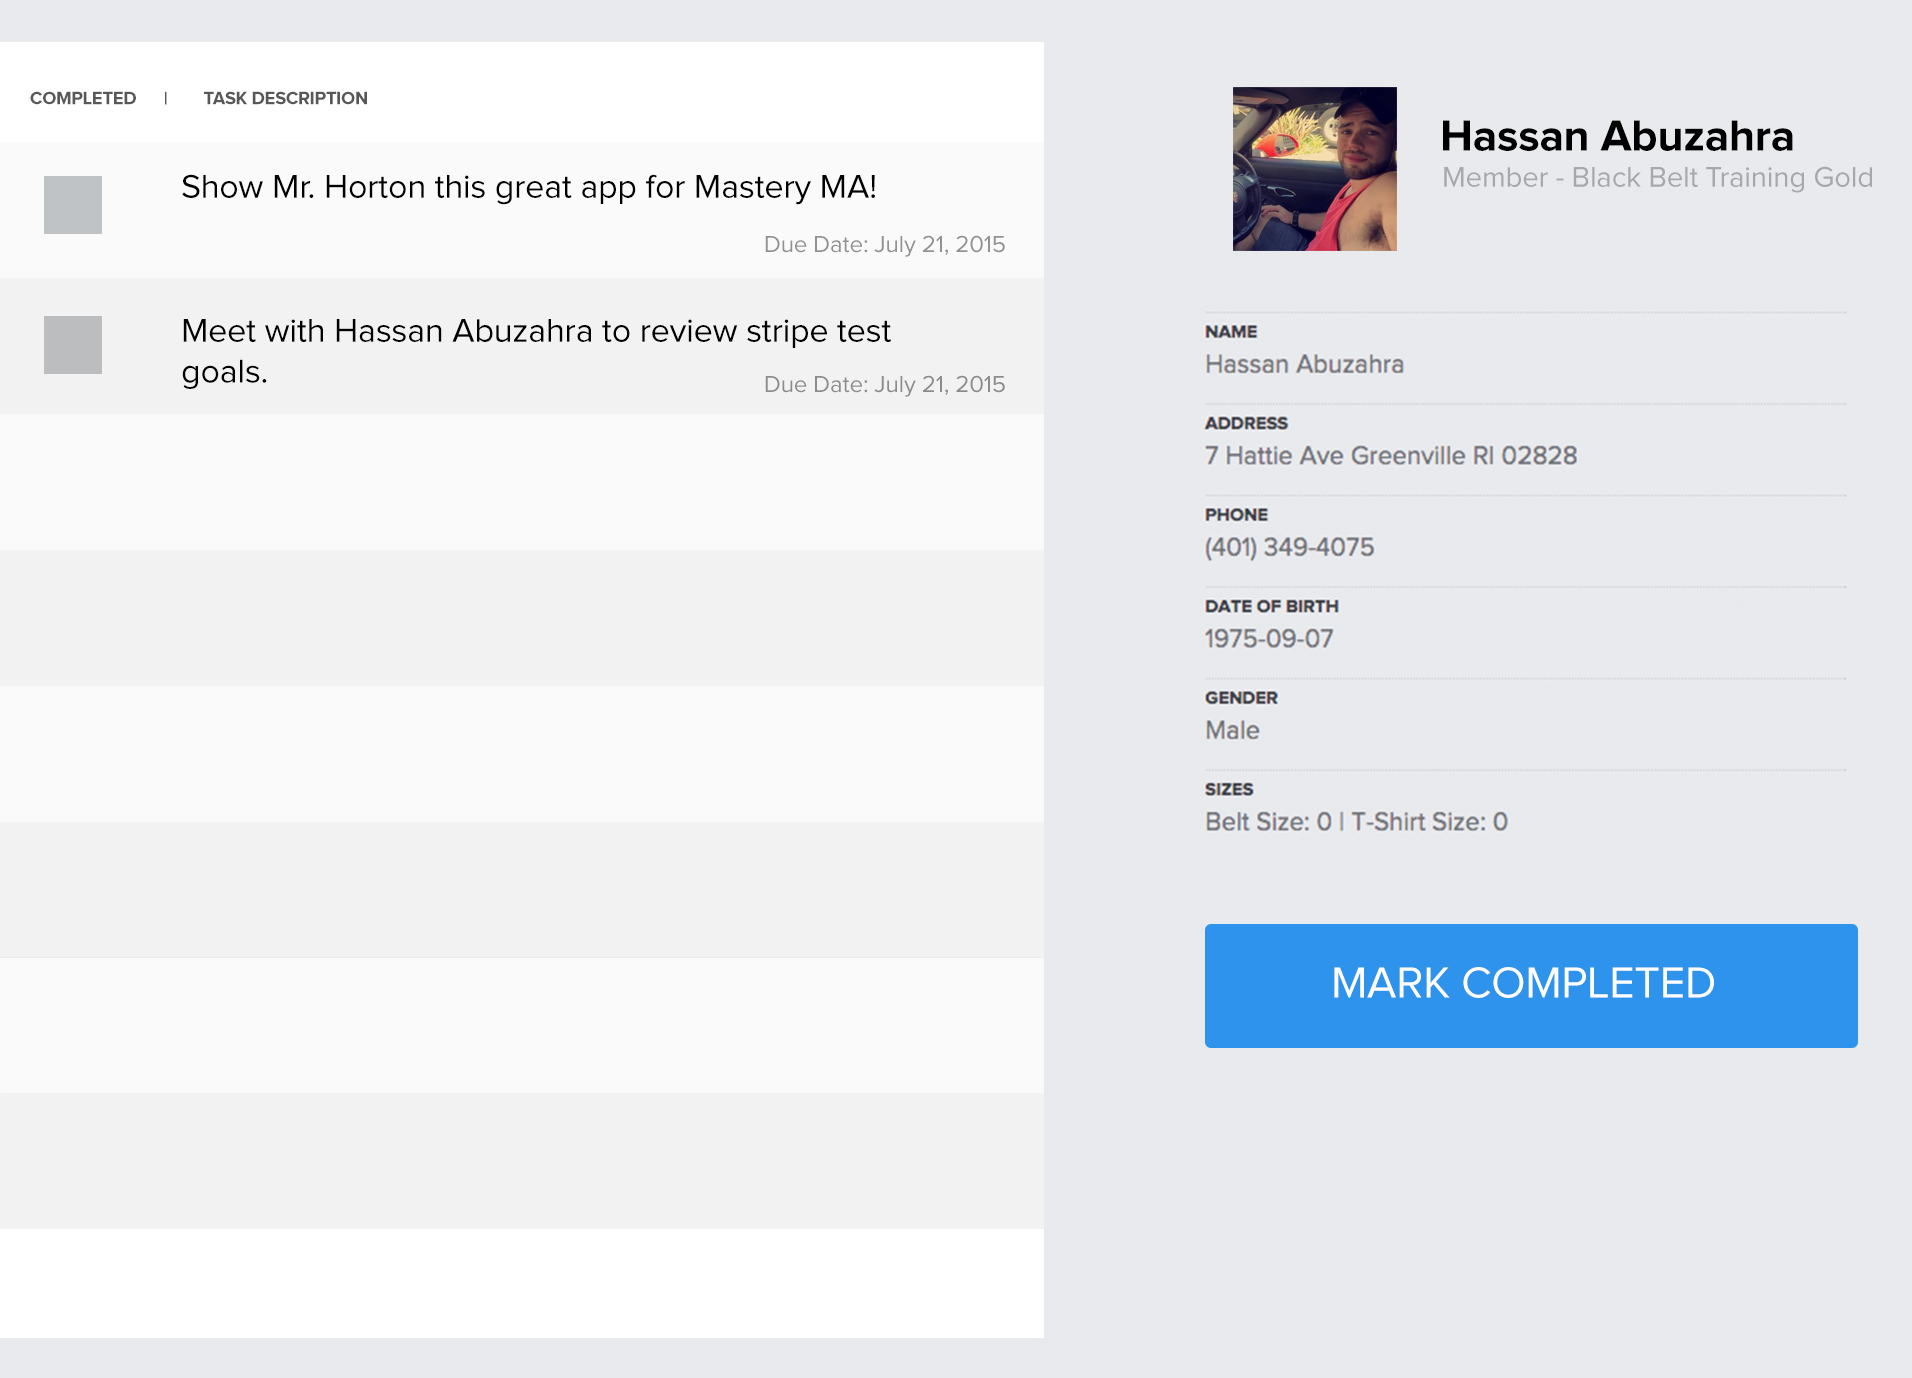 COMPLETED | TASK DESCRIPTION
Show Mr. Horton this great app for Mastery MA!
Due Date: July 21, 2015
Meet with Hassan Abuzahra to review stripe test
goals.
Due Date: July 21, 2015
Hassan Abuzahra
Member - Black Belt Training Gold
NAME
Hassan Abuzahra
ADDRESS
7 Hattie Ave Greenville RI 02828
PHONE
(401) 349-4075
DATE OF BIRTH
1975-09-07
GENDER
Male
SIZES
Belt Size: 0 | T-Shirt Size: 0
MARK COMPLETED